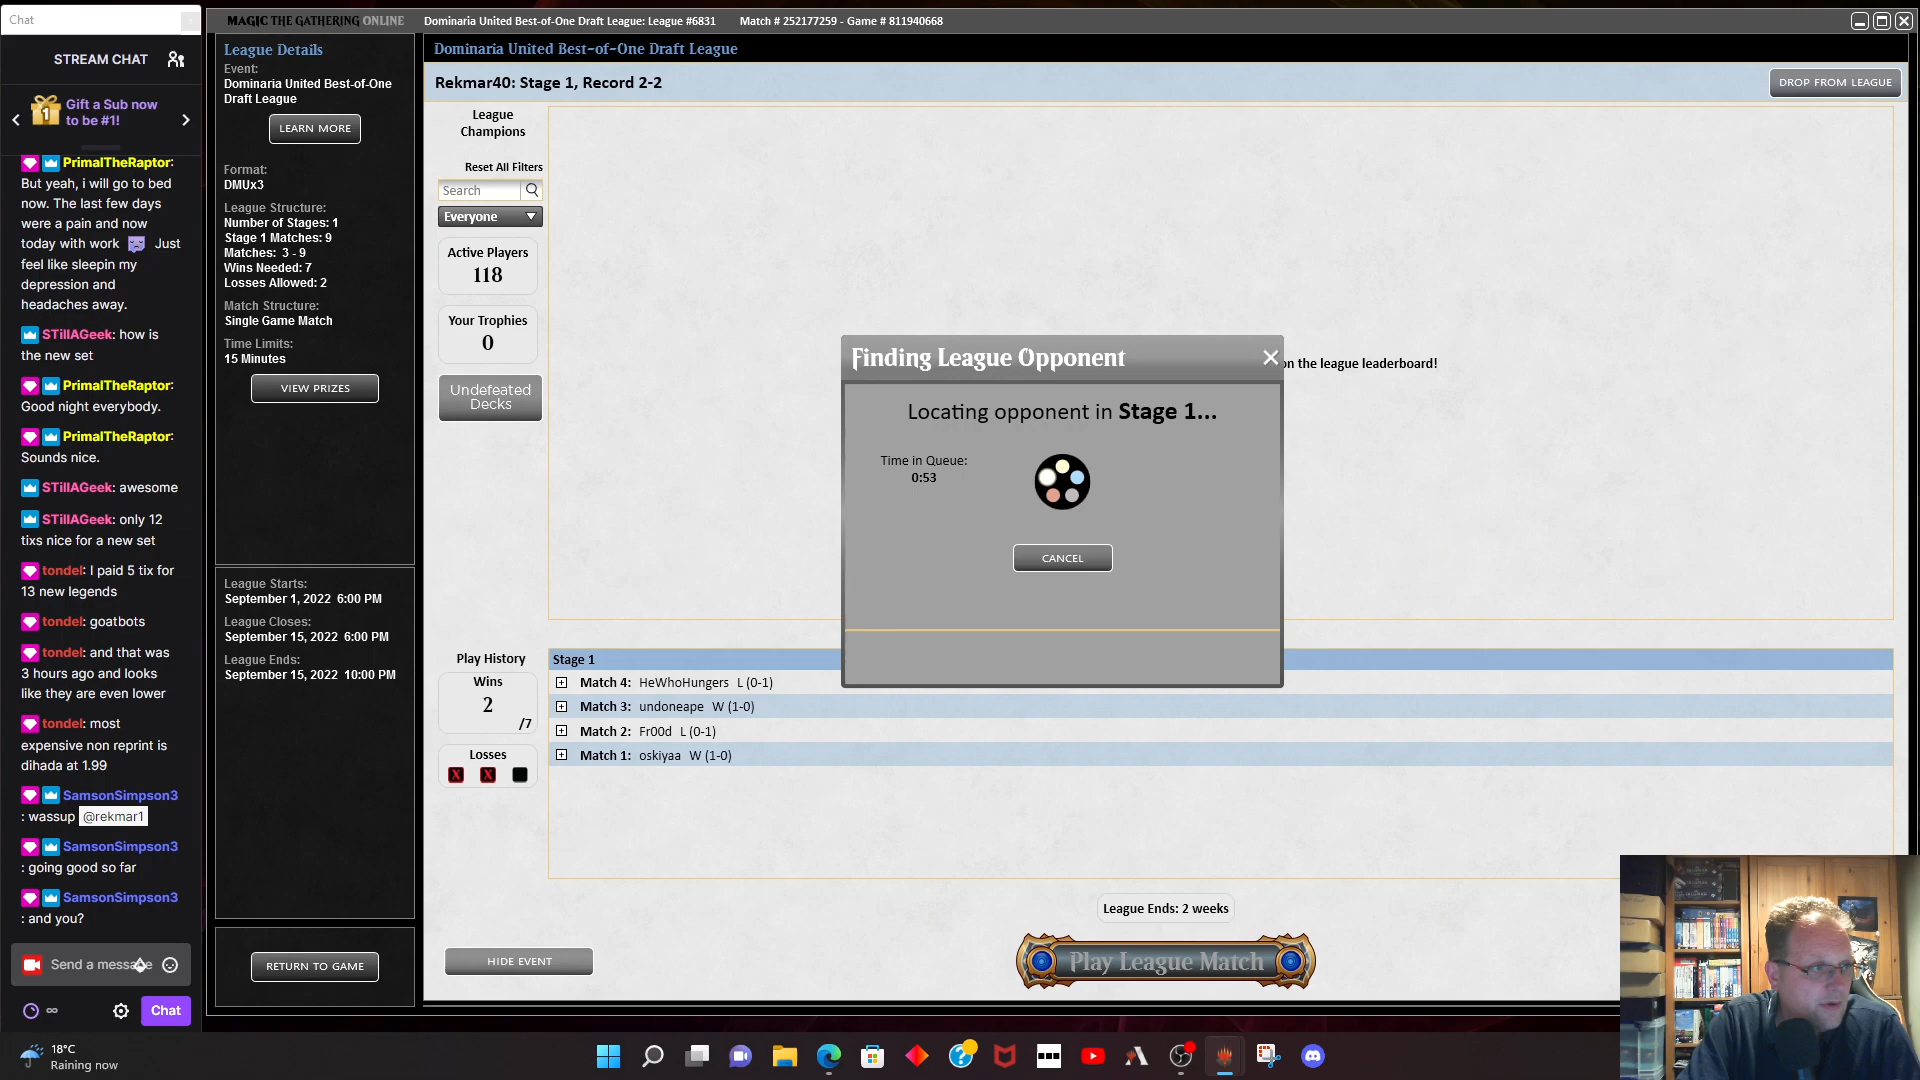 Chat
STREAM CHAT
1
Gift a Sub now
to be #1!
PrimalTheRaptor:
But yeah, i will go to bed
now. The last few days
were a pain and now
today with work Just
feel like sleepin my
depression and
headaches away.
STillAGeek: how is
the new set
PrimalTheRaptor:
Good night everybody.
PrimalTheRaptor:
Sounds nice.
STillAGeek: awesome
STillAGeek: only 12
tixs nice for a new set
tondel: I paid 5 tix for
13 new legends
tondel: goatbots
tondel: and that was
3 hours ago and looks
like they are even lower
tondel: most
expensive non reprint is
dihada at 1.99
SamsonSimpson3
: wassup @rekmar1
SamsonSimpson3
: going good so far
SamsonSimpson3
: and you?
Send a message
∞
Chat
MAGIC THE GATHERING ONLINE
Dominaria United Best-of-One Draft League: League #6831
Match # 252177259 - Game # 811940668
League Details
Event:
Dominaria United Best-of-One
Draft League
LEARN MORE
Format:
DMUx3
League Structure:
Number of Stages: 1
Stage 1 Matches: 9
Matches: 3 - 9
Wins Needed: 7
Losses Allowed: 2
Match Structure:
Single Game Match
Time Limits:
15 Minutes
VIEW PRIZES
League Starts:
September 1, 2022 6:00 PM
League Closes:
September 15, 2022 6:00 PM
League Ends:
September 15, 2022 10:00 PM
RETURN TO GAME
Dominaria United Best-of-One Draft League
Rekmar40: Stage 1, Record 2-2
DROP FROM LEAGUE
League
Champions
Reset All Filters
Search
Everyone
Active Players
118
Your Trophies
0
Undefeated
Decks
on the league leaderboard!
Finding League Opponent
Locating opponent in Stage 1...
Time in Queue:
0:53
CANCEL
Play History
Wins
2
/7
Losses
X X
Stage 1
Match 4: HeWhoHungers L (0-1)
Match 3: undoneape W (1-0)
Match 2: Fr00d L (0-1)
Match 1: oskiyaa W (1-0)
League Ends: 2 weeks
HIDE EVENT
Play League Match
18°C
Raining now